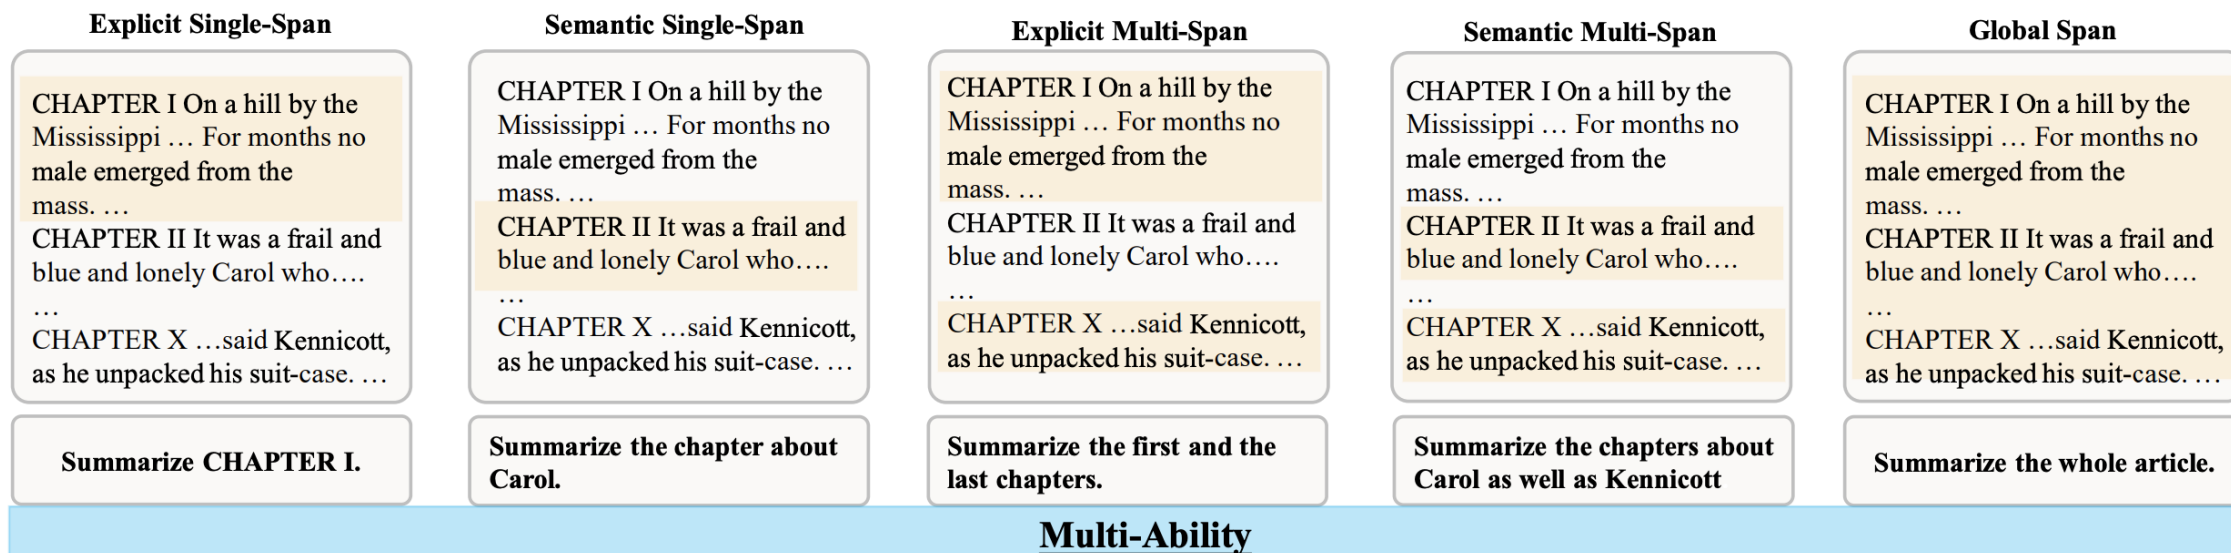 Explicit Single-Span
CHAPTER I On a hill by the
Mississippi … For months no
male emerged from the
mass. …
CHAPTER II It was a frail and
blue and lonely Carol who….
…
CHAPTER X …said Kennicott,
as he unpacked his suit-case. …
Summarize CHAPTER I.
Semantic Single-Span
CHAPTER I On a hill by the
Mississippi … For months no
male emerged from the
mass. …
CHAPTER II It was a frail and
blue and lonely Carol who….
…
CHAPTER X …said Kennicott,
as he unpacked his suit-case. …
Summarize the chapter about
Carol.
Explicit Multi-Span
CHAPTER I On a hill by the
Mississippi … For months no
male emerged from the
mass. …
CHAPTER II It was a frail and
blue and lonely Carol who….
…
CHAPTER X …said Kennicott,
as he unpacked his suit-case. …
Summarize the first and the
last chapters.
Semantic Multi-Span
CHAPTER I On a hill by the
Mississippi … For months no
male emerged from the
mass. …
CHAPTER II It was a frail and
blue and lonely Carol who….
…
CHAPTER X …said Kennicott,
as he unpacked his suit-case. …
Summarize the chapters about
Carol as well as Kennicott
Global Span
CHAPTER I On a hill by the
Mississippi … For months no
male emerged from the
mass. …
CHAPTER II It was a frail and
blue and lonely Carol who….
…
CHAPTER X …said Kennicott,
as he unpacked his suit-case. …
Summarize the whole article.
Multi-Ability